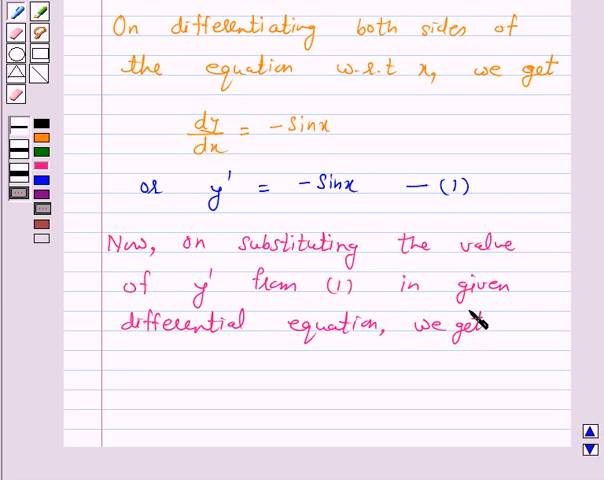 On differentiating both sides of
the equation w.r.t x, we get
dy/dx = -Sinx
or y' = -Sinx — (1)
Now, on substituting the value
of y' from (1) in given
differential equation, we get